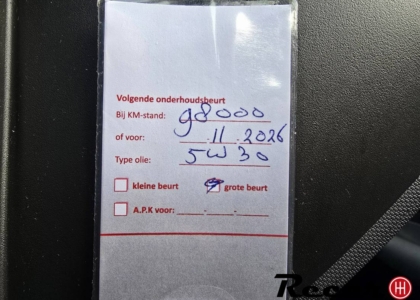 Volgende onderhoudsbeurt
Bij KM-stand: 98000
of voor: 11.2026
Type olie: 5W30
kleine beurt grote beurt
A.P.K voor: